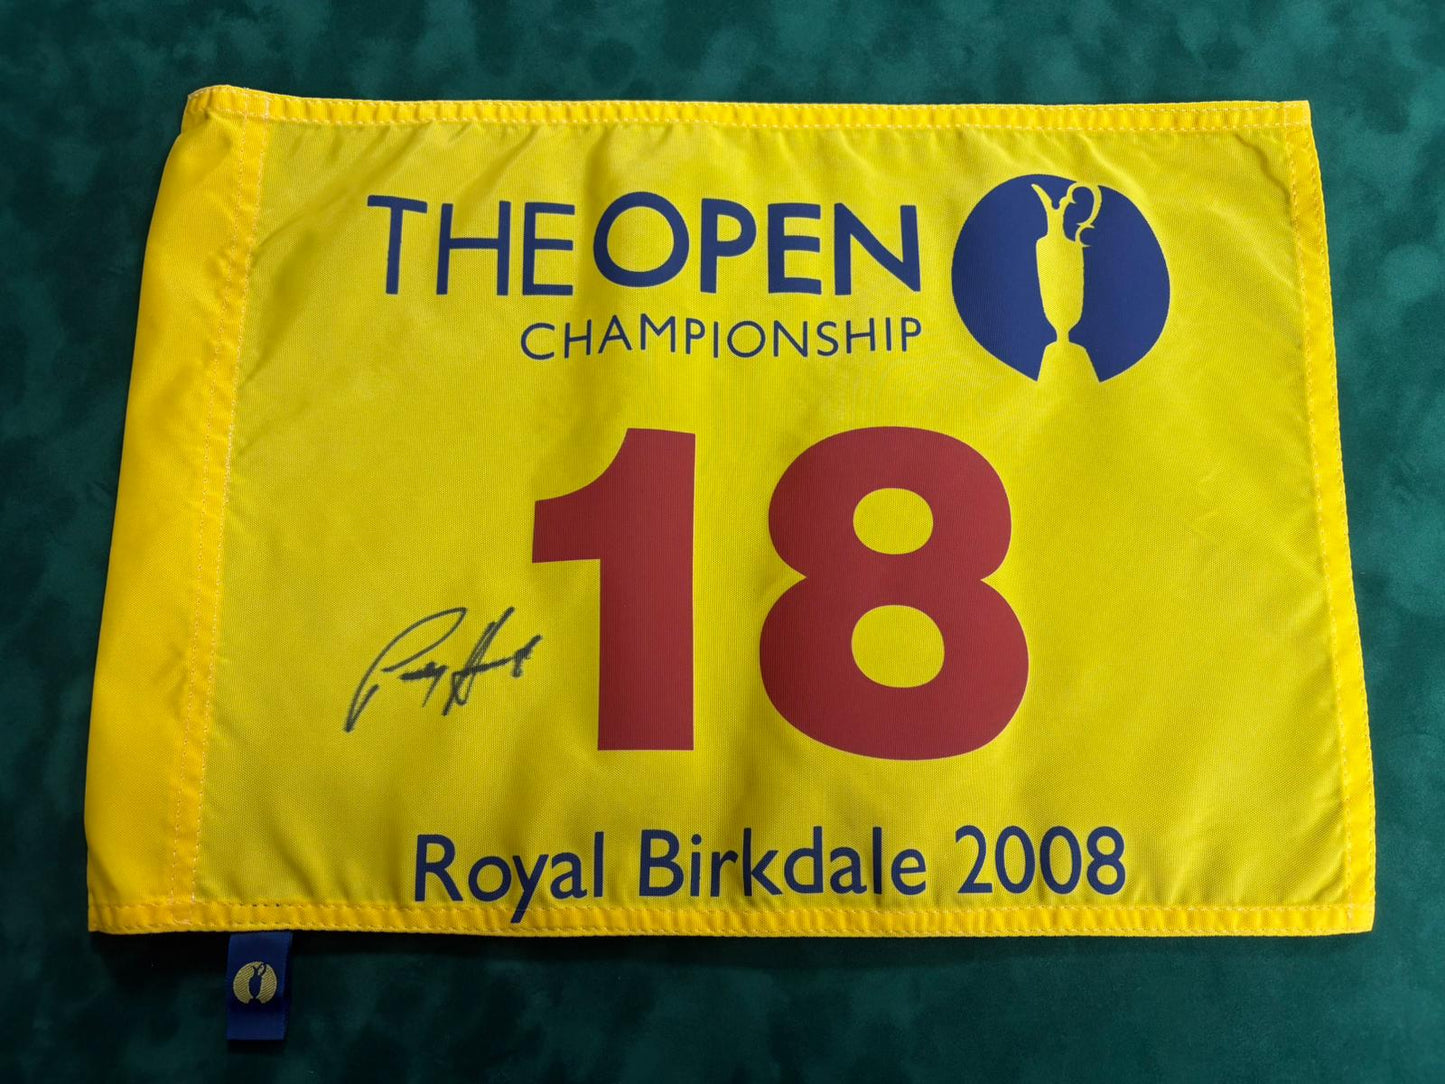 THE OPEN
CHAMPIONSHIP
18
Royal Birkdale 2008